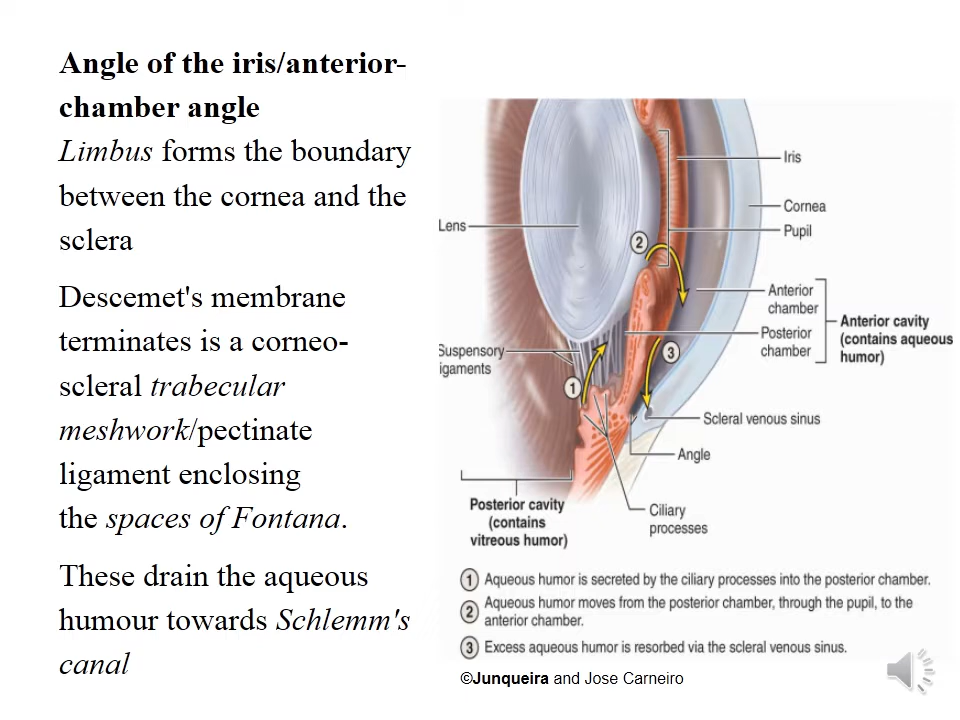 Angle of the iris/anterior-
chamber angle
Limbus forms the boundary
between the cornea and the
sclera
Descemet's membrane
terminates is a corneo-
scleral trabecular
meshwork/pectinate
ligament enclosing
the spaces of Fontana.
These drain the aqueous
humour towards Schlemm's
canal
Iris
Cornea
Pupil
Lens
2
Anterior
chamber
Posterior
chamber
Anterior cavity
(contains aqueous
humor)
Suspensory
ligaments
3
1
Scleral venous sinus
Angle
Posterior cavity
(contains
vitreous humor)
Ciliary
processes
1 Aqueous humor is secreted by the ciliary processes into the posterior chamber.
2 Aqueous humor moves from the posterior chamber, through the pupil, to the
anterior chamber.
3 Excess aqueous humor is resorbed via the scleral venous sinus.
©Junqueira and Jose Carneiro